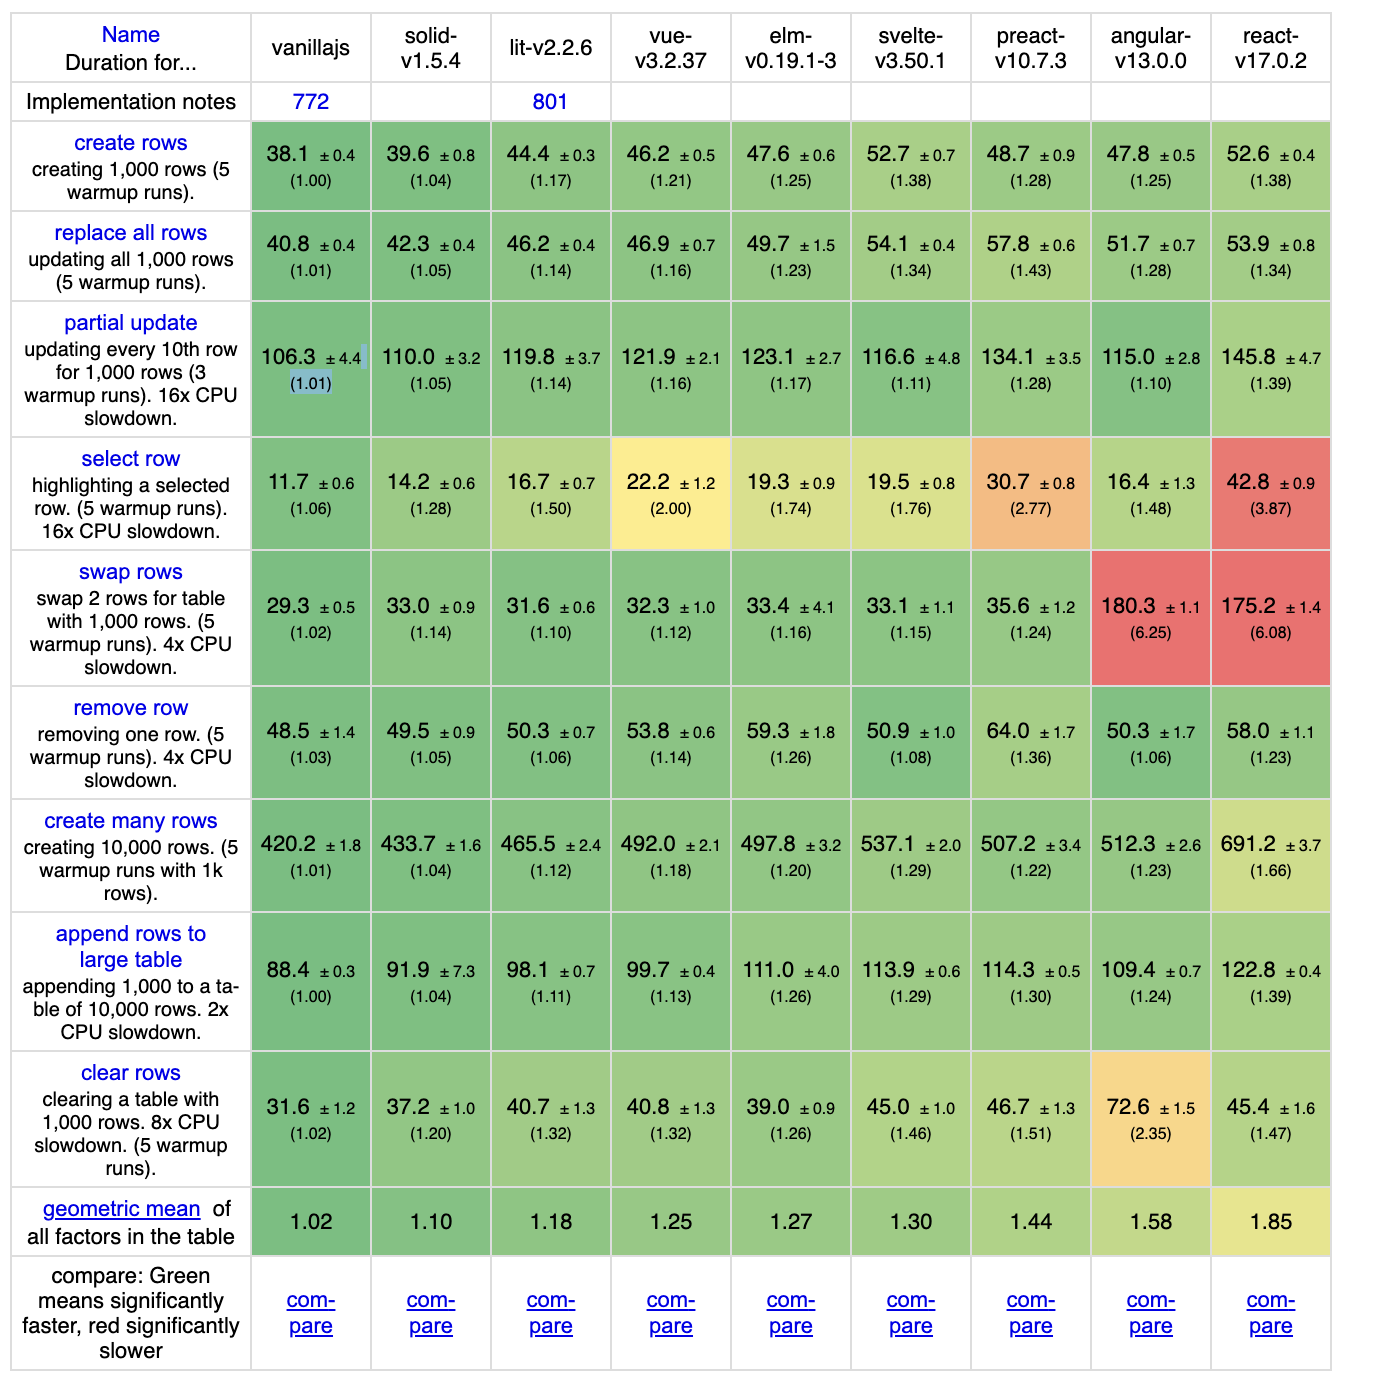 Name
Duration for...
vanillajs
solid-
v1.5.4
lit-v2.2.6
vue-
v3.2.37
elm-
v0.19.1-3
svelte-
v3.50.1
preact-
v10.7.3
angular-
v13.0.0
react-
v17.0.2
Implementation notes
772
801
create rows
creating 1,000 rows (5
warmup runs).
38.1 ± 0.4
(1.00)
39.6 ± 0.8
(1.04)
44.4 ± 0.3
(1.17)
46.2 ± 0.5
(1.21)
47.6 ± 0.6
(1.25)
52.7 ± 0.7
(1.38)
48.7 ± 0.9
(1.28)
47.8 ± 0.5
(1.25)
52.6 ± 0.4
(1.38)
replace all rows
updating all 1,000 rows
(5 warmup runs).
40.8 ± 0.4
(1.01)
42.3 ± 0.4
(1.05)
46.2 ± 0.4
(1.14)
46.9 ± 0.7
(1.16)
49.7 ± 1.5
(1.23)
54.1 ± 0.4
(1.34)
57.8 ± 0.6
(1.43)
51.7 ± 0.7
(1.28)
53.9 ± 0.8
(1.34)
partial update
updating every 10th row
for 1,000 rows (3
warmup runs). 16x CPU
slowdown.
106.3 ± 4.4
(1.01)
110.0 ± 3.2
(1.05)
119.8 ± 3.7
(1.14)
121.9 ± 2.1
(1.16)
123.1 ± 2.7
(1.17)
116.6 ± 4.8
(1.11)
134.1 ± 3.5
(1.28)
115.0 ± 2.8
(1.10)
145.8 ± 4.7
(1.39)
select row
highlighting a selected
row. (5 warmup runs).
16x CPU slowdown.
11.7 ± 0.6
(1.06)
14.2 ± 0.6
(1.28)
16.7 ± 0.7
(1.50)
22.2 ± 1.2
(2.00)
19.3 ± 0.9
(1.74)
19.5 ± 0.8
(1.76)
30.7 ± 0.8
(2.77)
16.4 ± 1.3
(1.48)
42.8 ± 0.9
(3.87)
swap rows
swap 2 rows for table
with 1,000 rows. (5
warmup runs). 4x CPU
slowdown.
29.3 ± 0.5
(1.02)
33.0 ± 0.9
(1.14)
31.6 ± 0.6
(1.10)
32.3 ± 1.0
(1.12)
33.4 ± 4.1
(1.16)
33.1 ± 1.1
(1.15)
35.6 ± 1.2
(1.24)
180.3 ± 1.1
(6.25)
175.2 ± 1.4
(6.08)
remove row
removing one row. (5
warmup runs). 4x CPU
slowdown.
48.5 ± 1.4
(1.03)
49.5 ± 0.9
(1.05)
50.3 ± 0.7
(1.06)
53.8 ± 0.6
(1.14)
59.3 ± 1.8
(1.26)
50.9 ± 1.0
(1.08)
64.0 ± 1.7
(1.36)
50.3 ± 1.7
(1.06)
58.0 ± 1.1
(1.23)
create many rows
creating 10,000 rows. (5
warmup runs with 1k
rows).
420.2 ± 1.8
(1.01)
433.7 ± 1.6
(1.04)
465.5 ± 2.4
(1.12)
492.0 ± 2.1
(1.18)
497.8 ± 3.2
(1.20)
537.1 ± 2.0
(1.29)
507.2 ± 3.4
(1.22)
512.3 ± 2.6
(1.23)
691.2 ± 3.7
(1.66)
append rows to
large table
appending 1,000 to a ta-
ble of 10,000 rows. 2x
CPU slowdown.
88.4 ± 0.3
(1.00)
91.9 ± 7.3
(1.04)
98.1 ± 0.7
(1.11)
99.7 ± 0.4
(1.13)
111.0 ± 4.0
(1.26)
113.9 ± 0.6
(1.29)
114.3 ± 0.5
(1.30)
109.4 ± 0.7
(1.24)
122.8 ± 0.4
(1.39)
clear rows
clearing a table with
1,000 rows. 8x CPU
slowdown. (5 warmup
runs).
31.6 ± 1.2
(1.02)
37.2 ± 1.0
(1.20)
40.7 ± 1.3
(1.32)
40.8 ± 1.3
(1.32)
39.0 ± 0.9
(1.26)
45.0 ± 1.0
(1.46)
46.7 ± 1.3
(1.51)
72.6 ± 1.5
(2.35)
45.4 ± 1.6
(1.47)
geometric mean of
all factors in the table
1.02
1.10
1.18
1.25
1.27
1.30
1.44
1.58
1.85
compare: Green
means significantly
faster, red significantly
slower
com-
pare
com-
pare
com-
pare
com-
pare
com-
pare
com-
pare
com-
pare
com-
pare
com-
pare